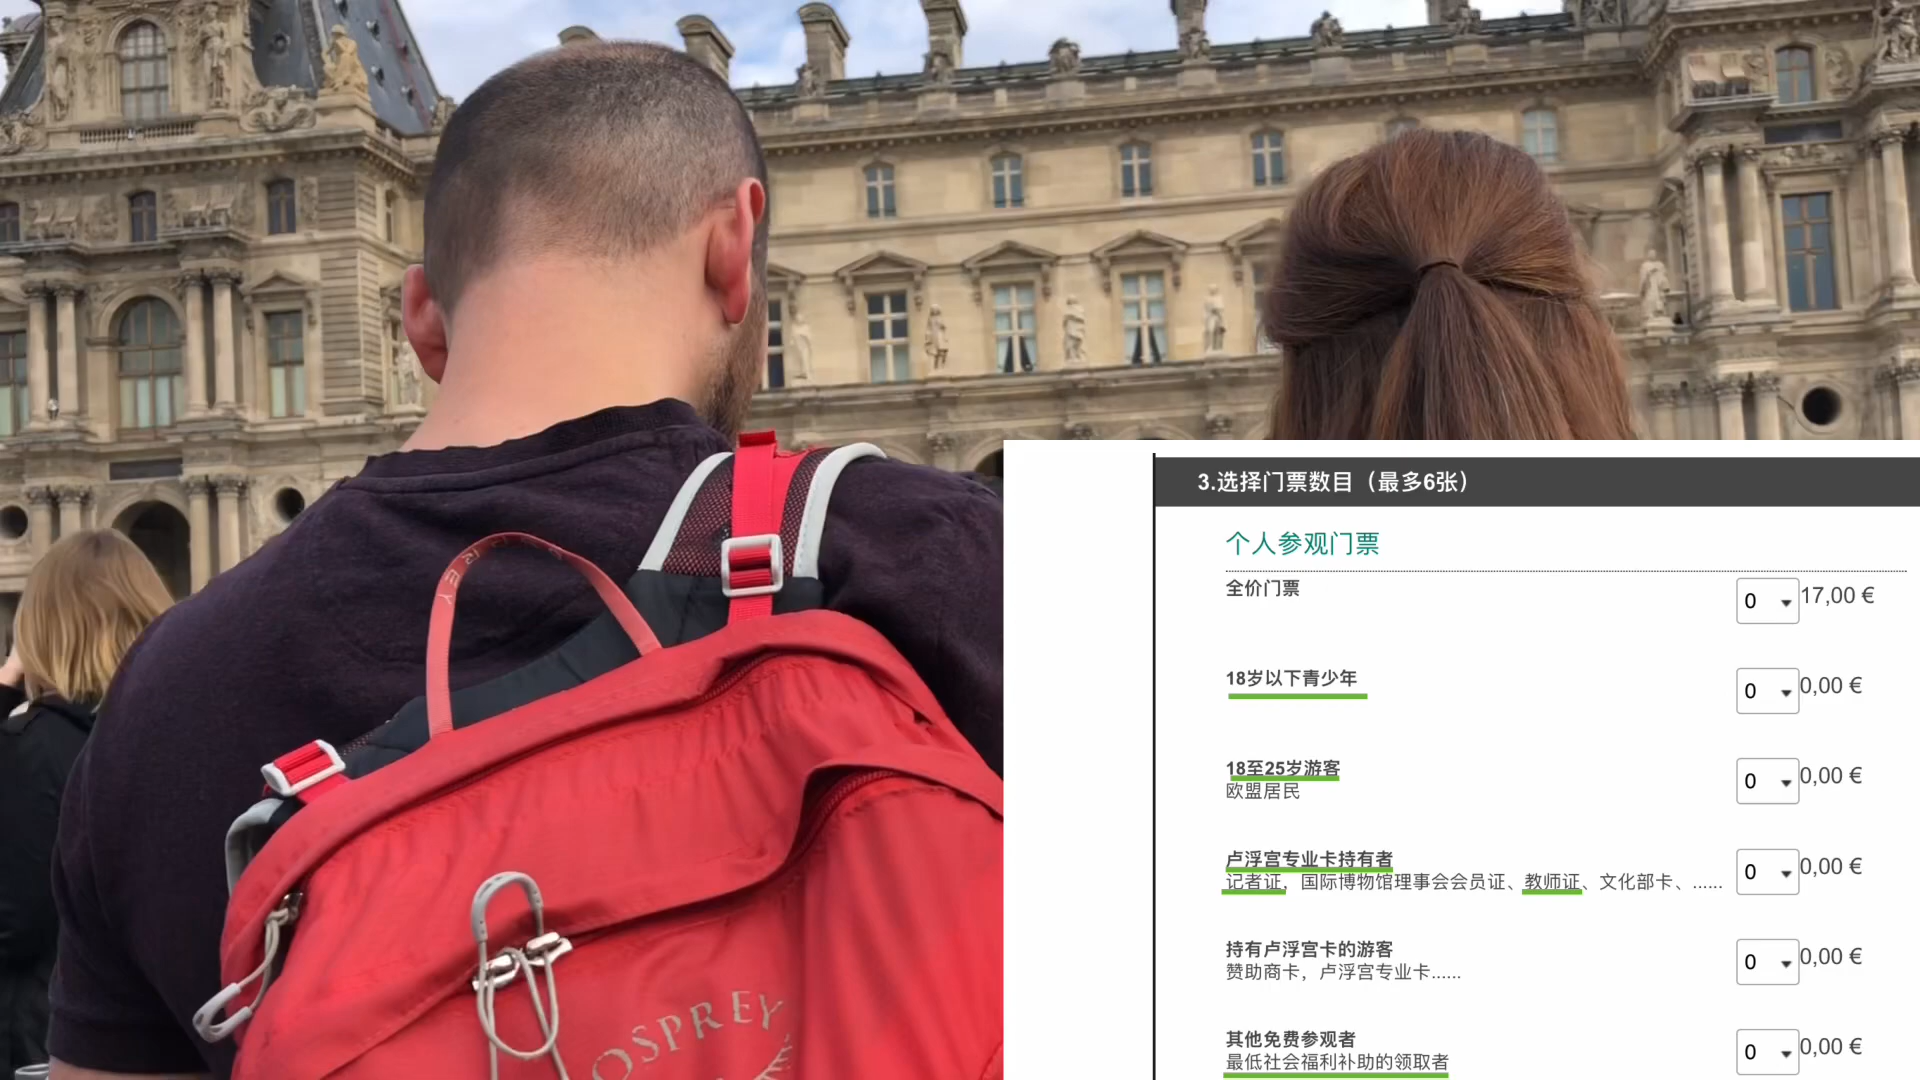 OSPREY
OSPREY
3.选择门票数目（最多6张）
个人参观门票
全价门票
0
17,00 €
18岁以下青少年
0
0,00 €
18至25岁游客
欧盟居民
0
0,00 €
卢浮宫专业卡持有者
记者证，国际博物馆理事会会员证、教师证、文化部卡、......
0
0,00 €
持有卢浮宫卡的游客
赞助商卡，卢浮宫专业卡......
0
0,00 €
其他免费参观者
最低社会福利补助的领取者
0
0,00 €